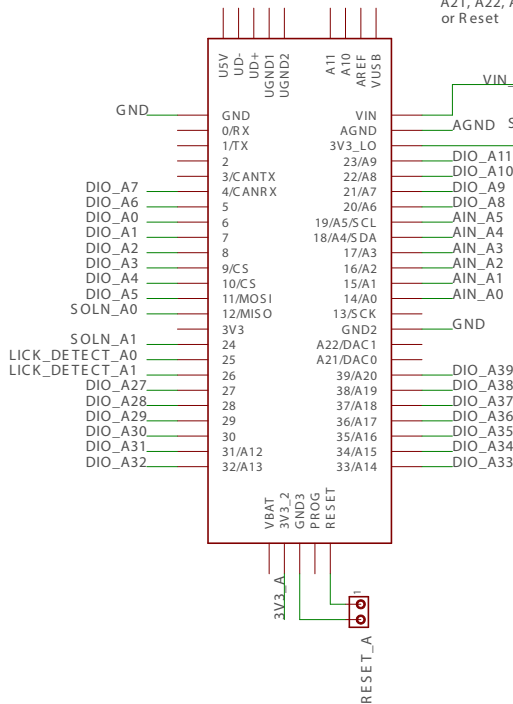 A21, A22, A
or Reset
U5V
UD-
UD+
UGND1
UGND2
A11
A10
AREF
VUSB
VIN
GND GND VIN
0/RX AGND AGND S
1/TX 3V3_LO
2 23/A9 DIO_A11
3/CANTX 22/A8 DIO_A10
DIO_A7 4/CANRX 21/A7 DIO_A9
DIO_A6 5 20/A6 DIO_A8
DIO_A0 6 19/A5/SCL AIN_A5
DIO_A1 7 18/A4/SDA AIN_A4
DIO_A2 8 17/A3 AIN_A3
DIO_A3 9/CS 16/A2 AIN_A2
DIO_A4 10/CS 15/A1 AIN_A1
DIO_A5 11/MOSI 14/A0 AIN_A0
SOLN_A0 12/MISO 13/SCK
3V3 GND2 GND
SOLN_A1 24 A22/DAC1
LICK_DETECT_A0 25 A21/DAC0
LICK_DETECT_A1 26 39/A20 DIO_A39
DIO_A27 27 38/A19 DIO_A38
DIO_A28 28 37/A18 DIO_A37
DIO_A29 29 36/A17 DIO_A36
DIO_A30 30 35/A16 DIO_A35
DIO_A31 31/A12 34/A15 DIO_A34
DIO_A32 32/A13 33/A14 DIO_A33
VBAT
3V3_2
GND3
PROG
RESET
3V3_A
1
RESET_A